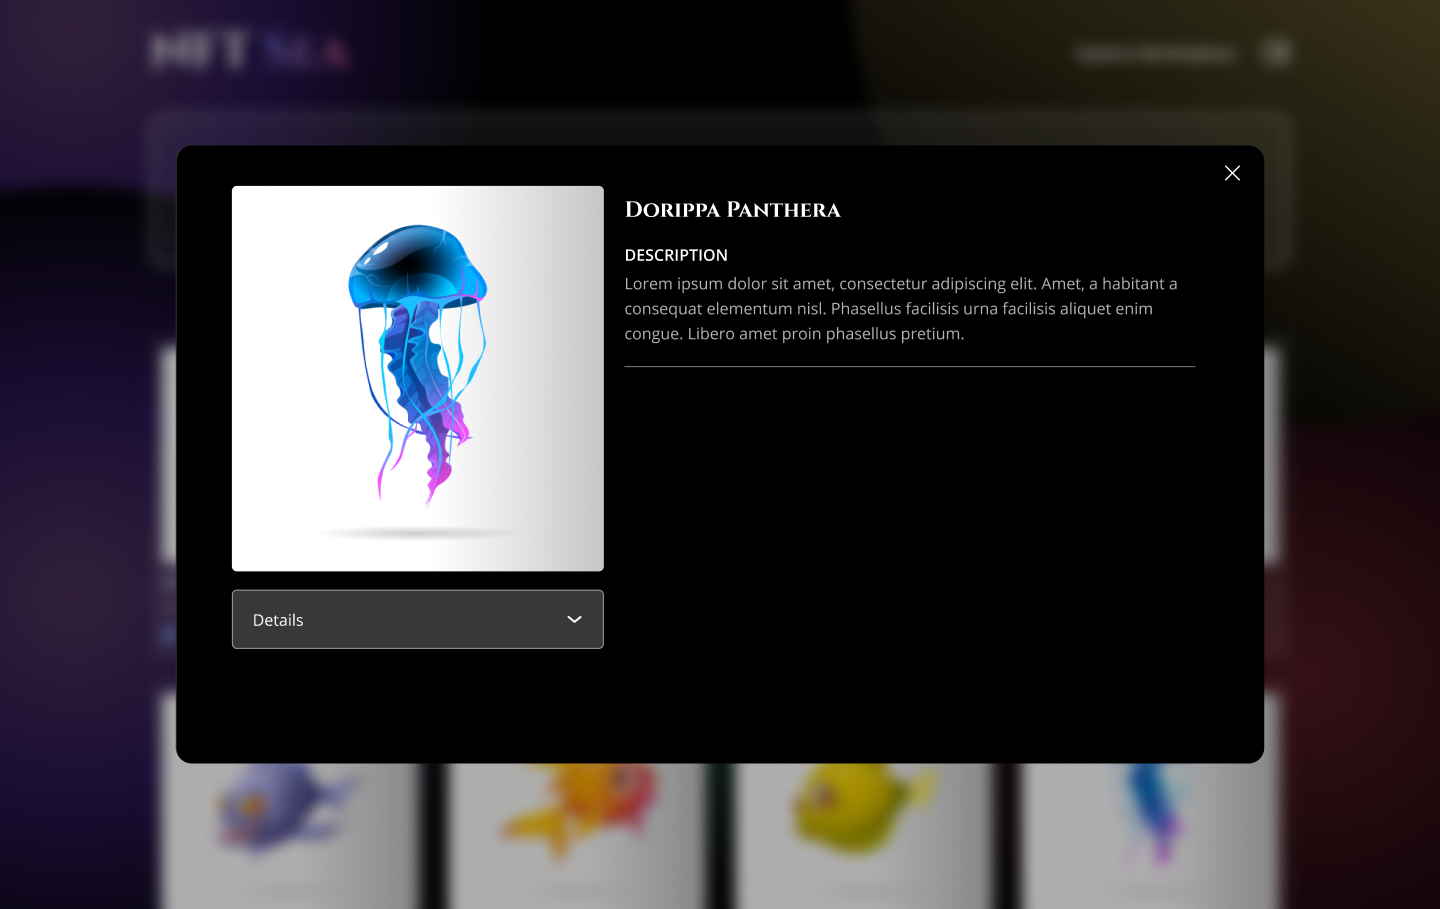 NFT Sea
Dorippa Panthera
DESCRIPTION
Lorem ipsum dolor sit amet, consectetur adipiscing elit. Amet, a habitant a
consequat elementum nisl. Phasellus facilisis urna facilisis aliquet enim
congue. Libero amet proin phasellus pretium.
Details